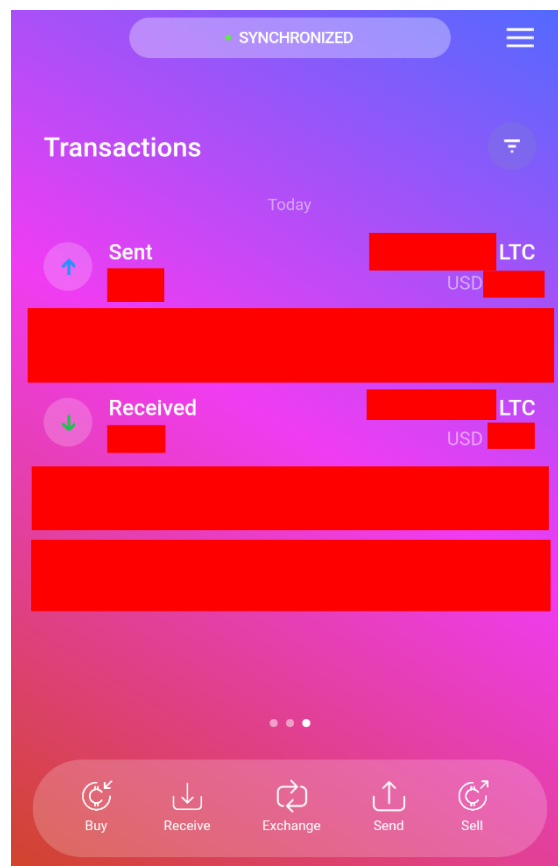 SYNCHRONIZED
Transactions
Today
Sent LTC
USD
Received LTC
USD
Buy Receive Exchange Send Sell